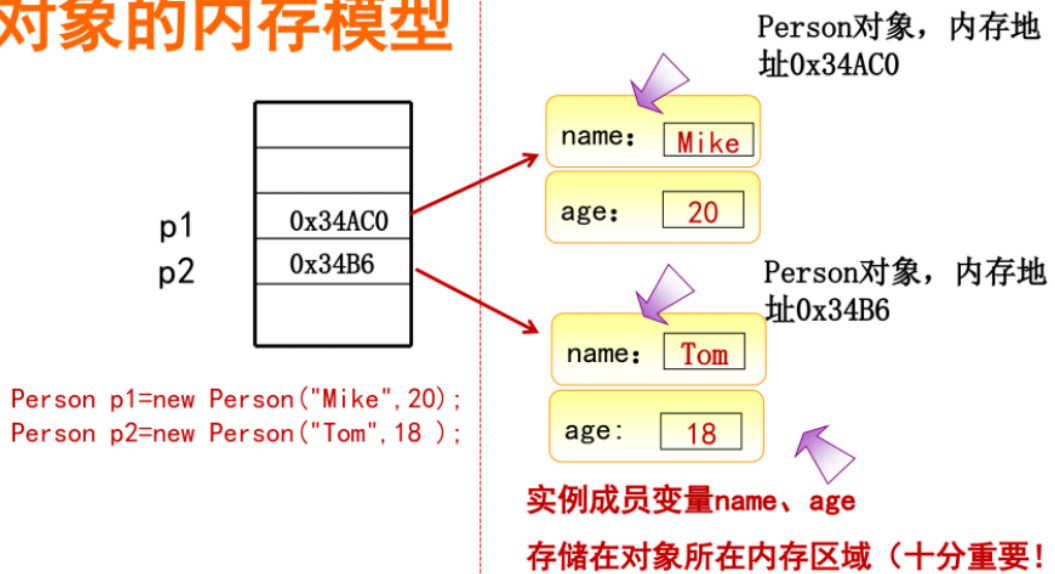 对象的内存模型
p1 0x34AC0
p2 0x34B6
Person p1=new Person("Mike",20);
Person p2=new Person("Tom",18 );
Person对象，内存地
址0x34AC0
name： Mike
age： 20
Person对象，内存地
址0x34B6
name： Tom
age: 18
实例成员变量name、age
存储在对象所在内存区域（十分重要！